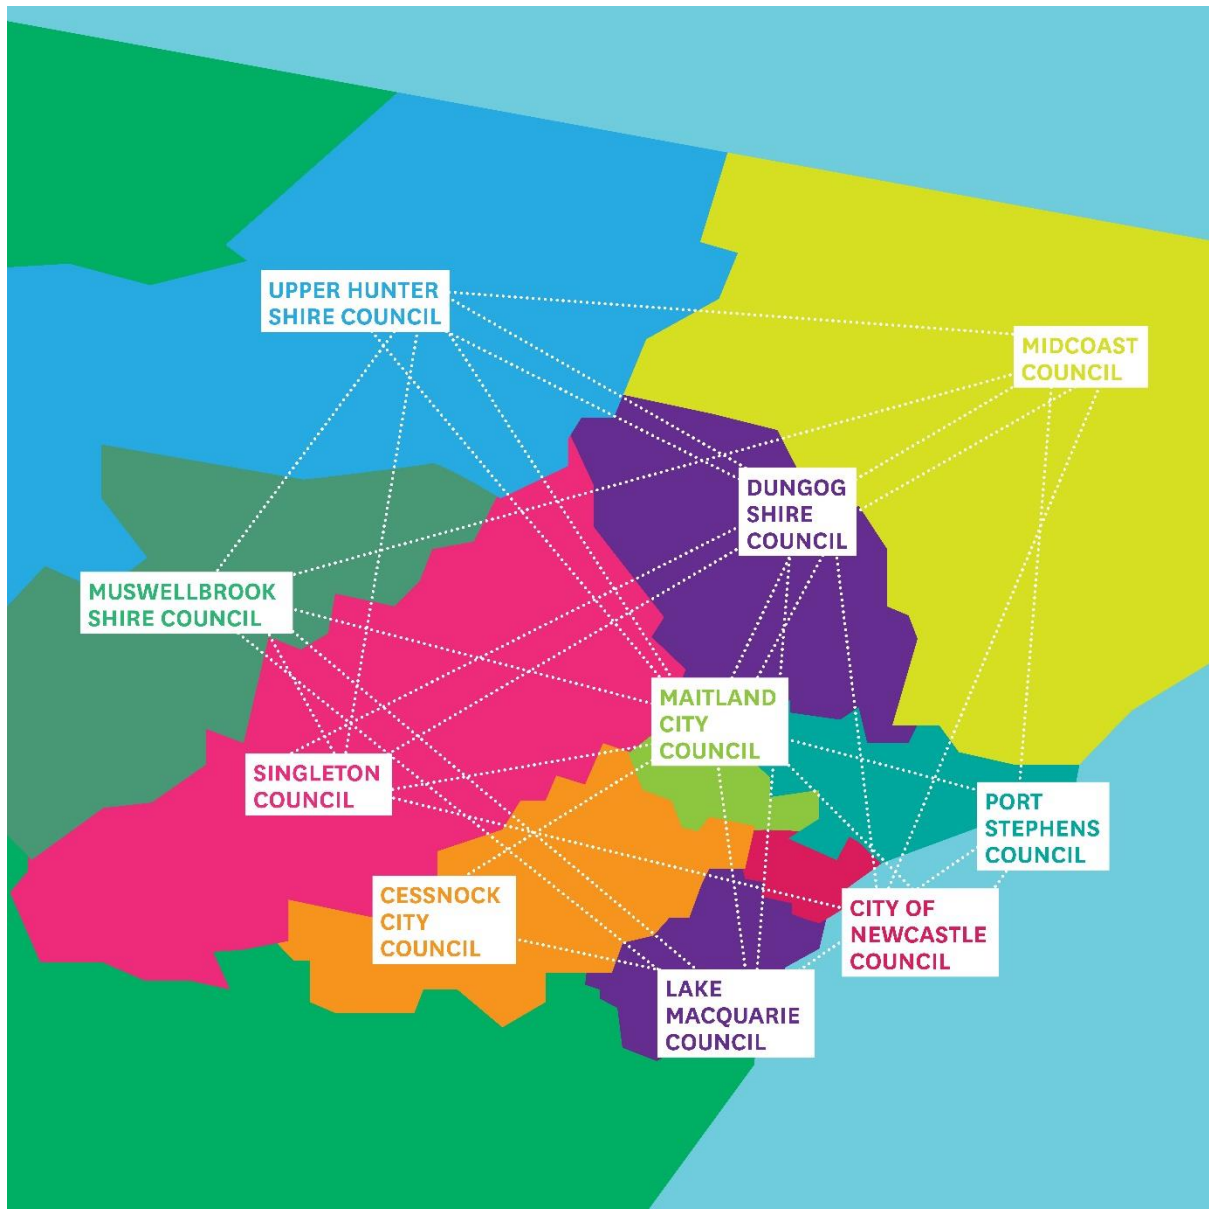 UPPER HUNTER
SHIRE COUNCIL
MIDCOAST
COUNCIL
DUNGOG
SHIRE
COUNCIL
MUSWELLBROOK
SHIRE COUNCIL
MAITLAND
CITY
COUNCIL
SINGLETON
COUNCIL
PORT
STEPHENS
COUNCIL
CESSNOCK
CITY
COUNCIL
CITY OF
NEWCASTLE
COUNCIL
LAKE
MACQUARIE
COUNCIL